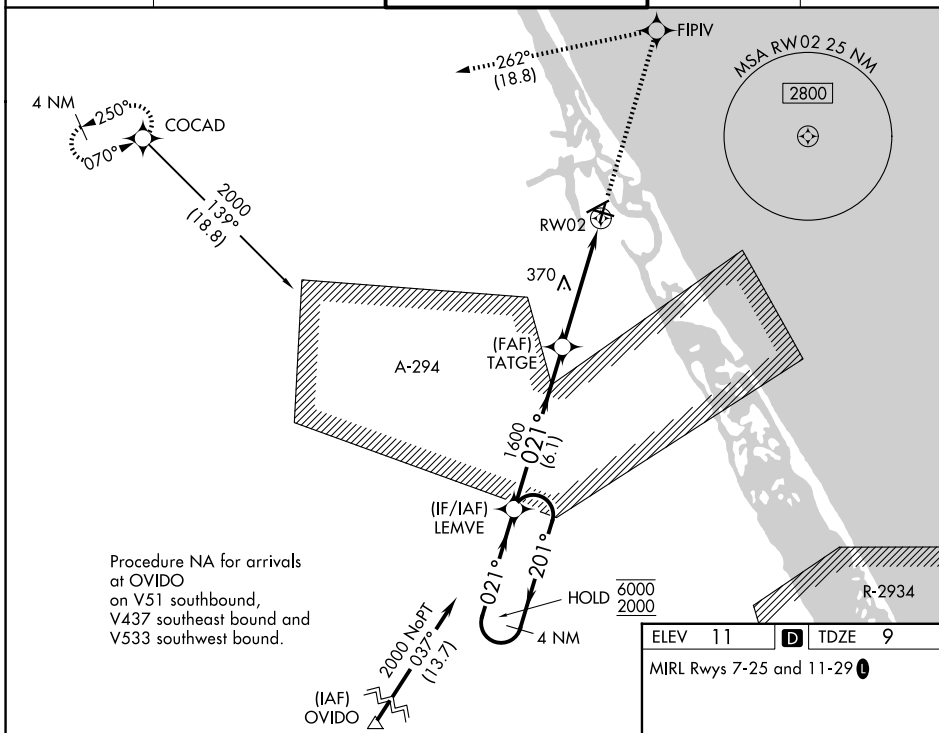 FIPIV
262°
(18.8)
MSA RW02 25 NM
2800
4 NM
250°
070°
COCAD
2000
139°
(18.8)
RW02
370
(FAF)
TATGE
A-294
1600
021°
(6.1)
(IF/IAF)
LEMVE
021°
201°
HOLD
6000
2000
4 NM
R-2934
Procedure NA for arrivals
at OVIDO
on V51 southbound,
V437 southeast bound and
V533 southwest bound.
2000 NoPT
037°
(13.7)
(IAF)
OVIDO
ELEV 11 D TDZE 9
MIRL Rwys 7-25 and 11-29 L